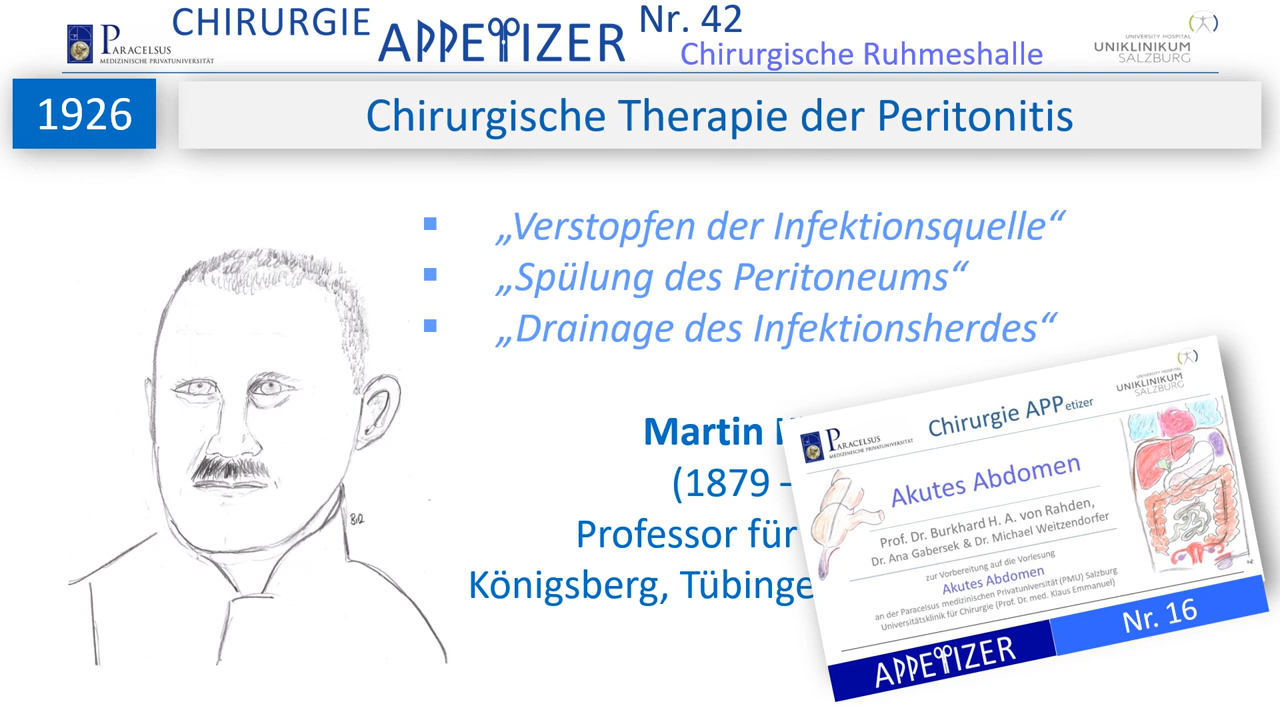 CHIRURGIE APPETIZER Nr. 42
Chirurgische Ruhmeshalle
PARACELSUS
MEDIZINISCHE PRIVATUNIVERSITÄT
UNIVERSITY HOSPITAL
UNIKLINIKUM
SALZBURG
1926
Chirurgische Therapie der Peritonitis
„Verstopfen der Infektionsquelle“
„Spülung des Peritoneums“
„Drainage des Infektionsherdes“
Martin
(1879 –
Professor für
Königsberg, Tübinge
PARACELSUS
MEDIZINISCHE PRIVATUNIVERSITÄT
Chirurgie APPetizer
UNIVERSITY HOSPITAL
UNIKLINIKUM
SALZBURG
Akutes Abdomen
Prof. Dr. Burkhard H. A. von Rahden,
Dr. Ana Gabersek & Dr. Michael Weitzendorfer
zur Vorbereitung auf die Vorlesung
Akutes Abdomen
an der Paracelsus medizinischen Privatuniversität (PMU) Salzburg
Universitätsklinik für Chirurgie (Prof. Dr. med. Klaus Emmanuel)
APPETIZER
Nr. 16